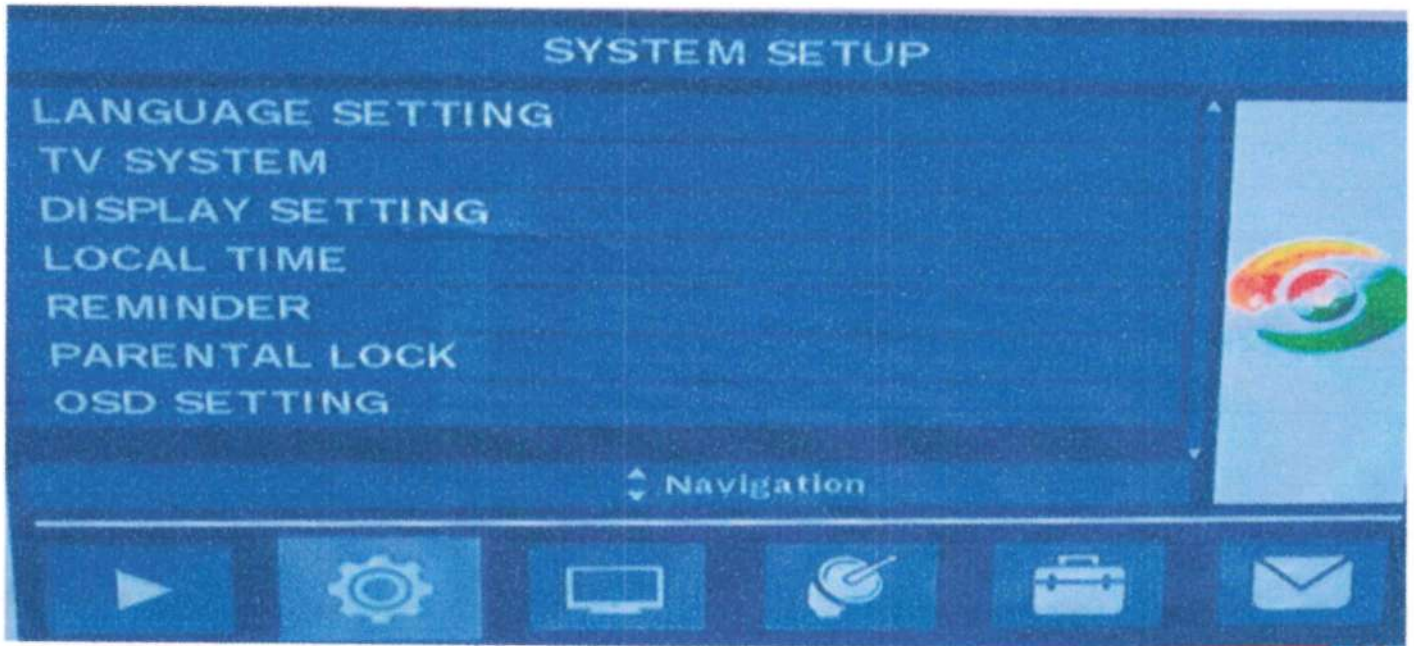 SYSTEM SETUP
LANGUAGE SETTING
TV SYSTEM
DISPLAY SETTING
LOCAL TIME
REMINDER
PARENTAL LOCK
OSD SETTING
Navigation